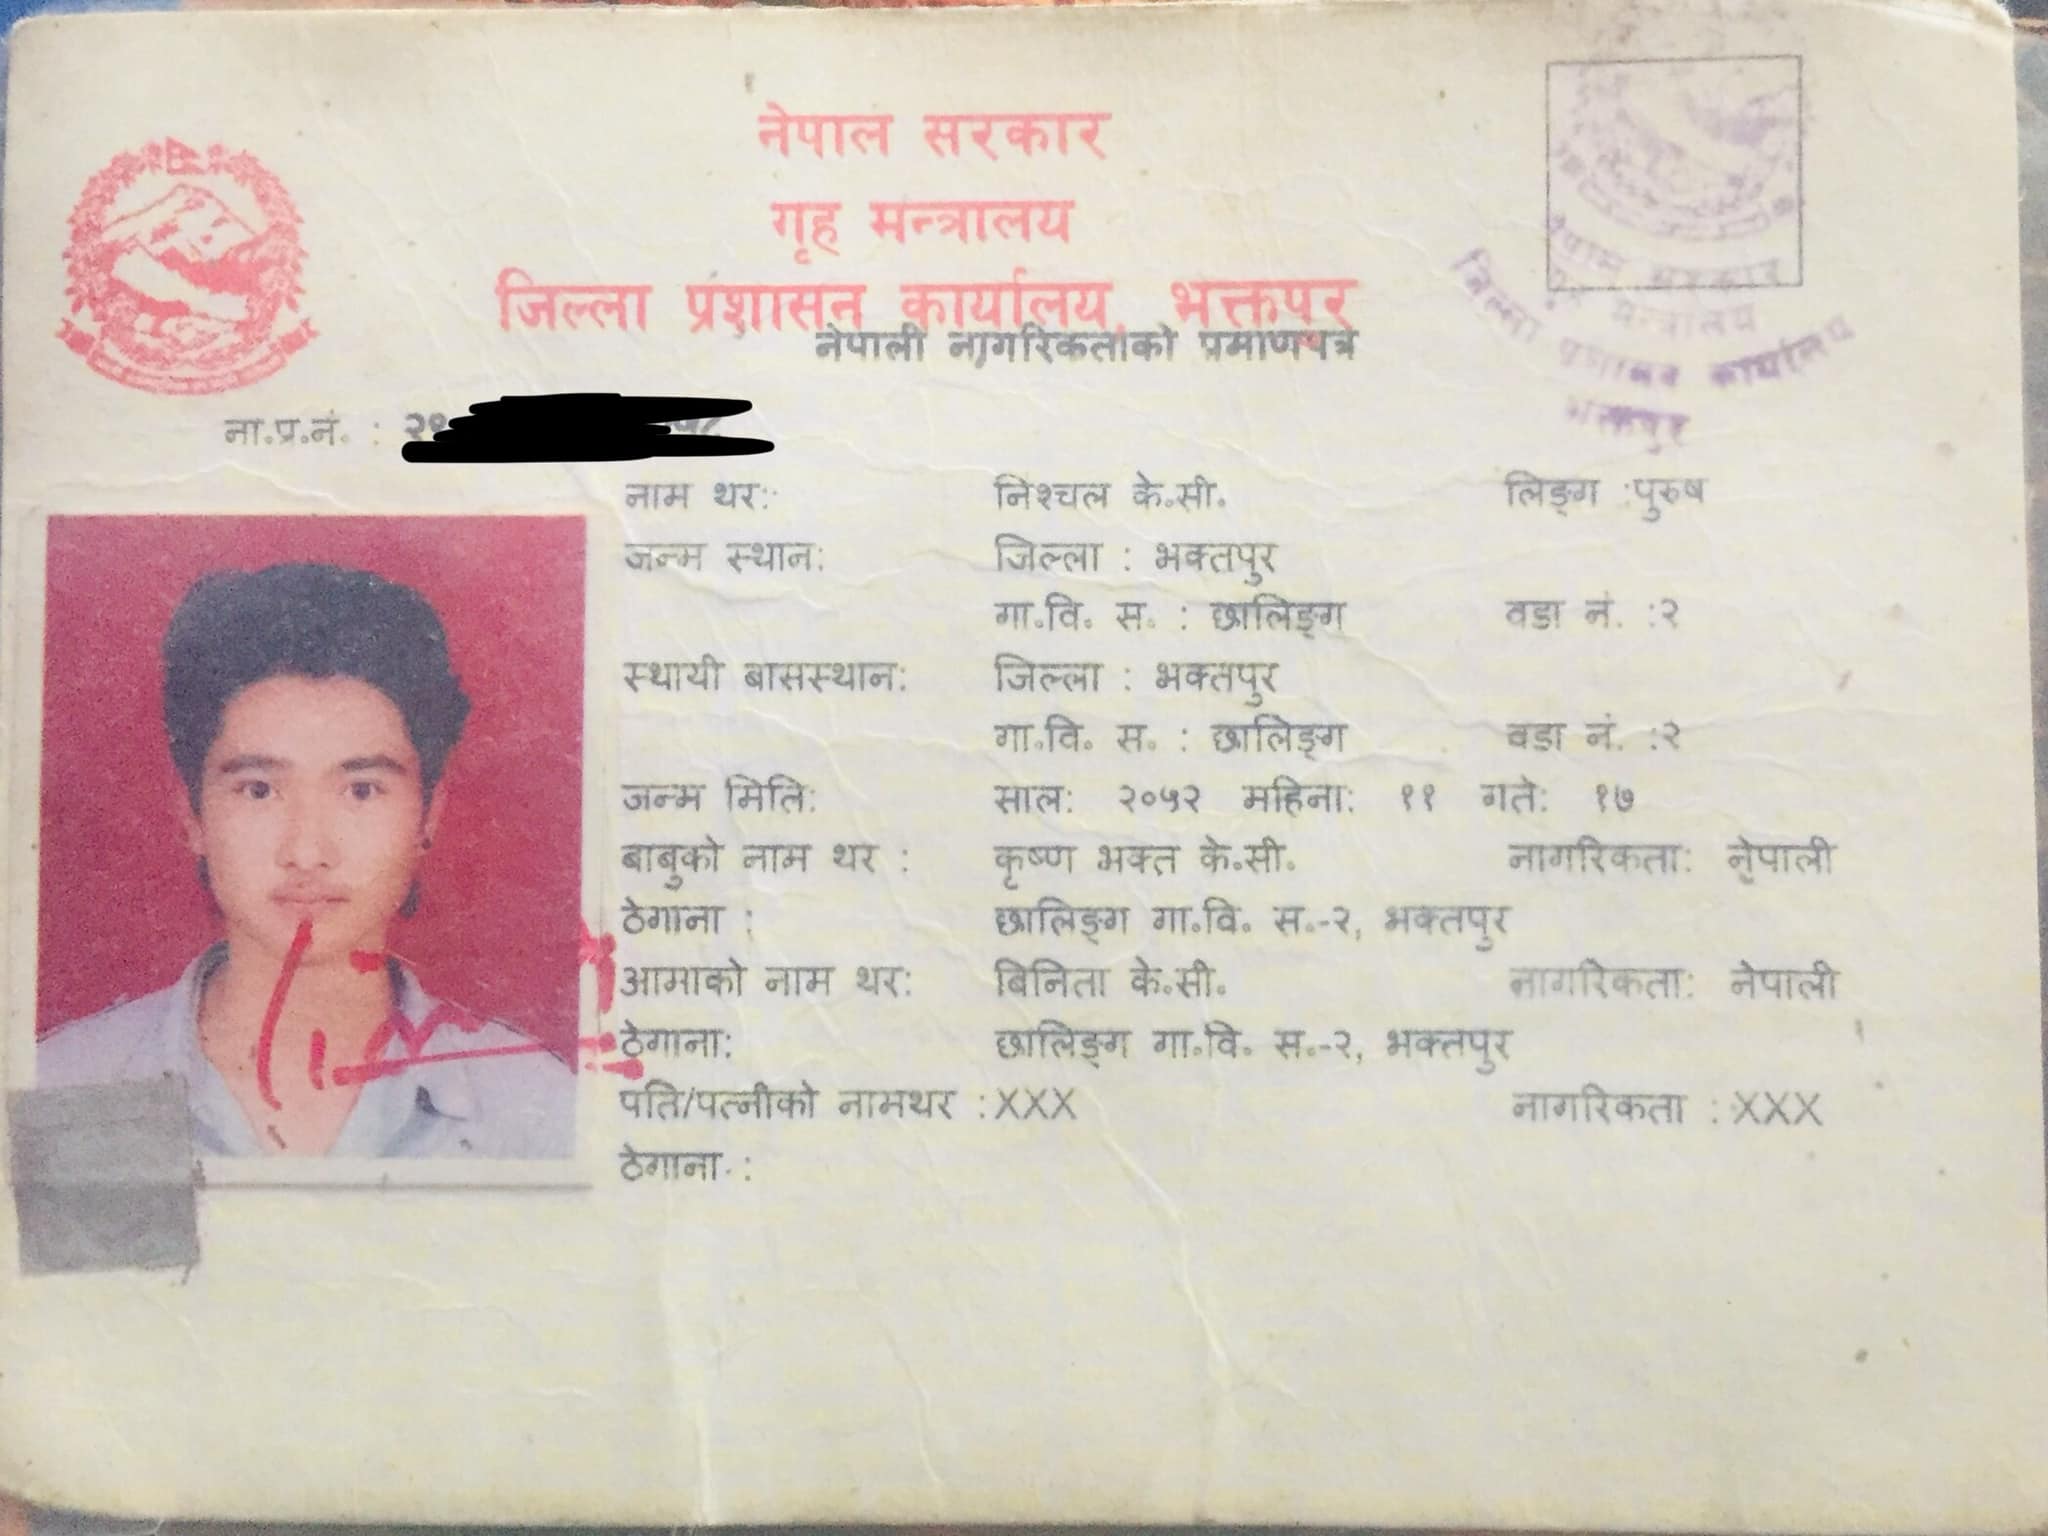 नेपाल सरकार
गृह मन्त्रालय
जिल्ला प्रशासन कार्यालय, भक्तपुर
नेपाली नागरिकताको प्रमाणपत्र
नेपाल सरकार
गृह मन्त्रालय
जिल्ला प्रशासन कार्यालय
भक्तपुर
ना.प्र.नं. :
नाम थर: निश्चल के.सी. लिङ्ग :पुरुष
जन्म स्थान: जिल्ला : भक्तपुर
गा.वि. स. : छालिङ्ग वडा नं. :२
स्थायी बासस्थान: जिल्ला : भक्तपुर
गा.वि. स. : छालिङ्ग वडा नं. :२
जन्म मिति: साल: २०५२ महिना: ११ गते: १७
बाबुको नाम थर : कृष्ण भक्त के.सी. नागरिकता: नेपाली
ठेगाना : छालिङ्ग गा.वि. स.-२, भक्तपुर
आमाको नाम थर: बिनिता के.सी. नागरिकता: नेपाली
ठेगाना: छालिङ्ग गा.वि. स.-२, भक्तपुर
पति/पत्नीको नामथर :XXX नागरिकता : XXX
ठेगाना :